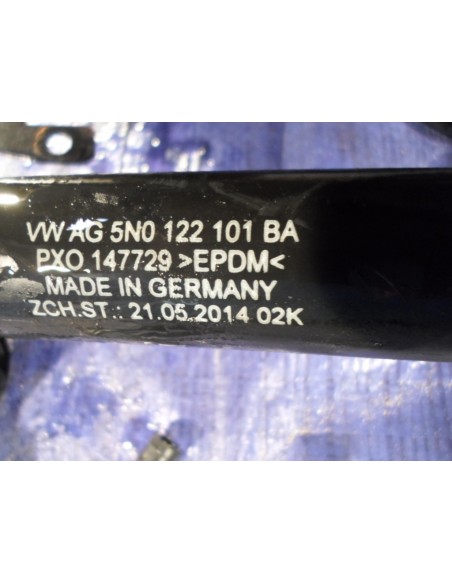 VW AG 5N0 122 101 BA
PXO 147729 >EPDM<
MADE IN GERMANY
ZCH.ST.: 21.05.2014 02K